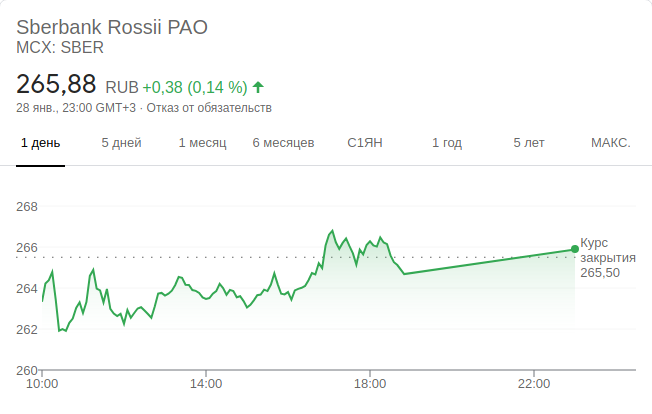 Sberbank Rossii PAO
MCX: SBER
265,88 RUB +0,38 (0,14 %)
28 янв., 23:00 GMT+3 · Отказ от обязательств
1 день 5 дней 1 месяц 6 месяцев С1ЯН 1 год 5 лет МАКС.
268
266
264
262
260
Курс
закрытия
265,50
10:00 14:00 18:00 22:00